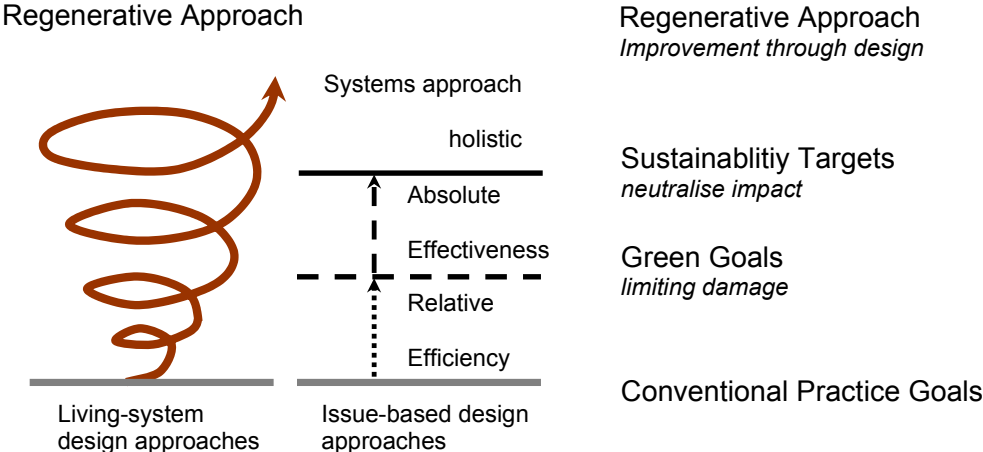 Regenerative Approach
Systems approach
holistic
Absolute
Effectiveness
Relative
Efficiency
Living-system
design approaches
Issue-based design
approaches
Regenerative Approach
Improvement through design
Sustainablitiy Targets
neutralise impact
Green Goals
limiting damage
Conventional Practice Goals